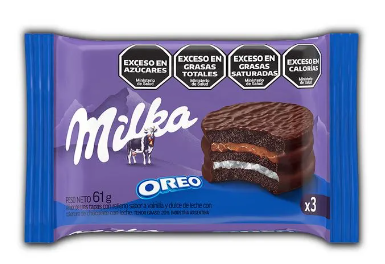 EXCESO EN
AZÚCARES
Ministerio
de Salud
EXCESO EN
GRASAS
TOTALES
Ministerio
de Salud
EXCESO EN
GRASAS
SATURADAS
Ministerio
de Salud
EXCESO EN
CALORÍAS
Ministerio
de Salud
Milka
OREO
PESO NETO 61g
x3